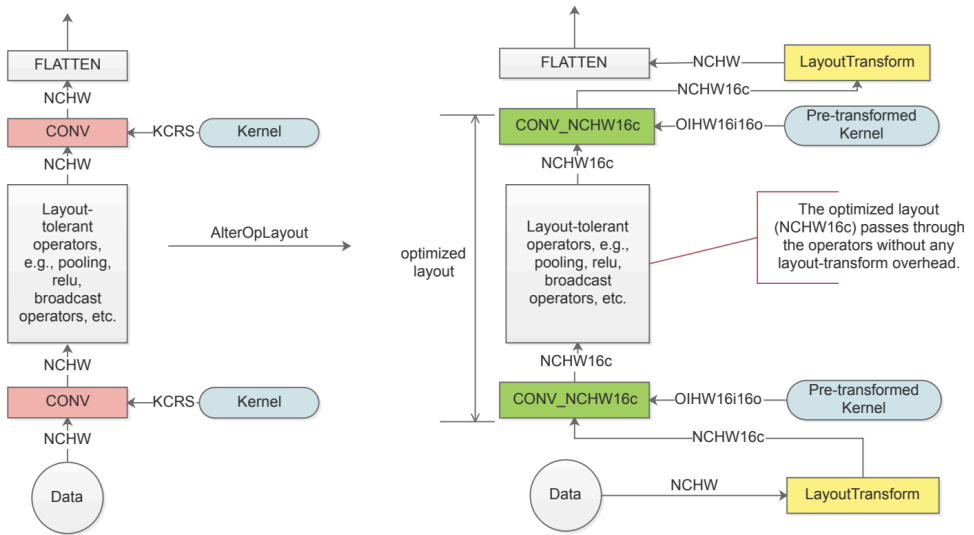 FLATTEN
NCHW
CONV
KCRS
Kernel
NCHW
Layout-
tolerant
operators,
e.g., pooling,
relu,
broadcast
operators, etc.
NCHW
CONV
KCRS
Kernel
NCHW
Data
AlterOpLayout
optimized
layout
FLATTEN
NCHW
LayoutTransform
NCHW16c
CONV_NCHW16c
OIHW16i16o
Pre-transformed
Kernel
NCHW16c
Layout-tolerant
operators, e.g.,
pooling, relu,
broadcast
operators, etc.
The optimized layout
(NCHW16c) passes through
the operators without any
layout-transform overhead.
NCHW16c
CONV_NCHW16c
OIHW16i16o
Pre-transformed
Kernel
NCHW16c
Data
NCHW
LayoutTransform